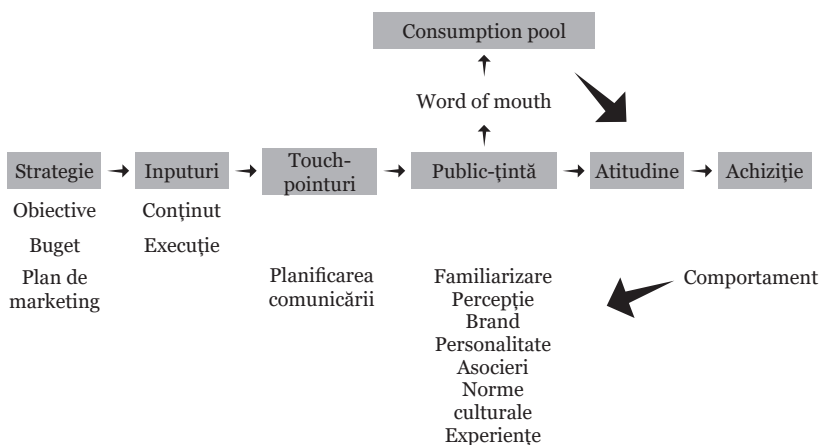 Consumption pool
Word of mouth
Strategie
Inputuri
Touch-
pointuri
Public-țintă
Atitudine
Achiziție
Obiective
Conținut
Buget
Execuție
Plan de
marketing
Planificarea
comunicării
Familiarizare
Percepție
Brand
Personalitate
Asocieri
Norme
culturale
Experiențe
Comportament